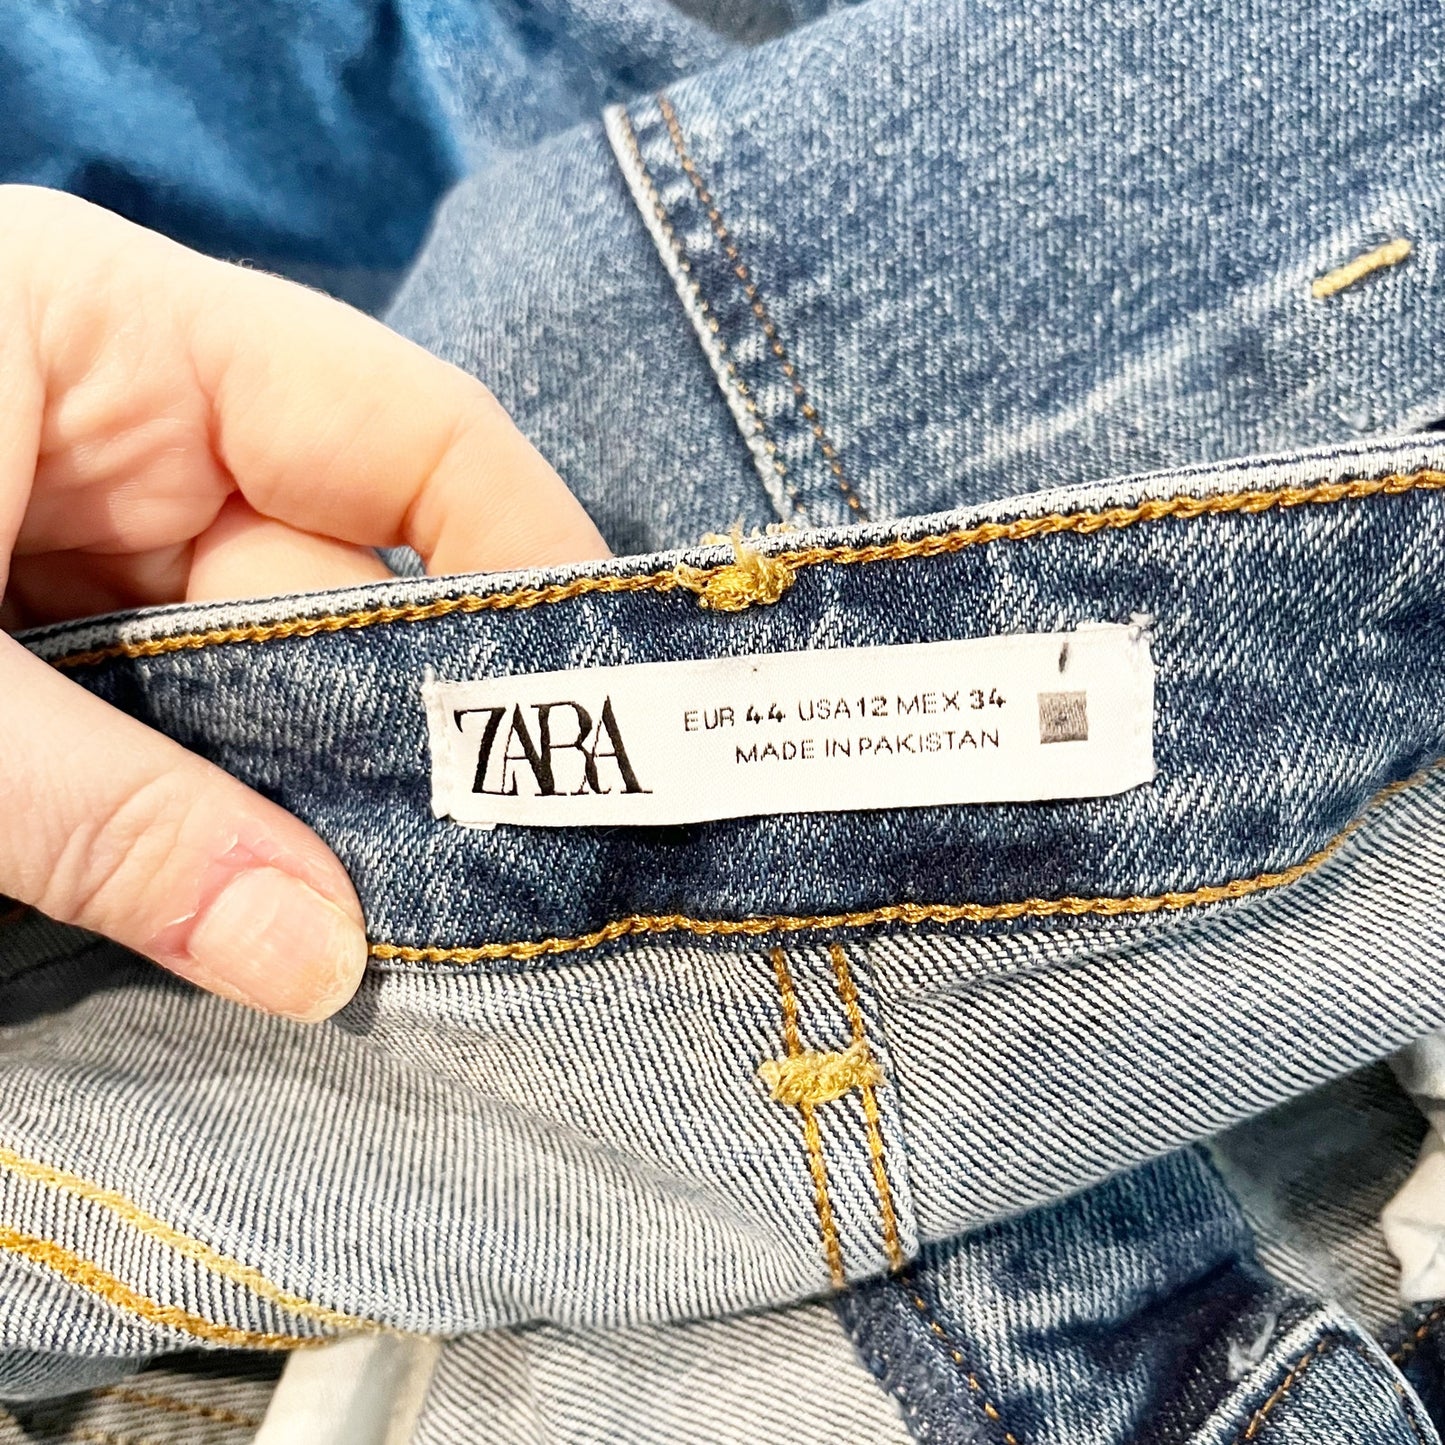 ZARA
EUR 44 USA 12 MEX 34
MADE IN PAKISTAN